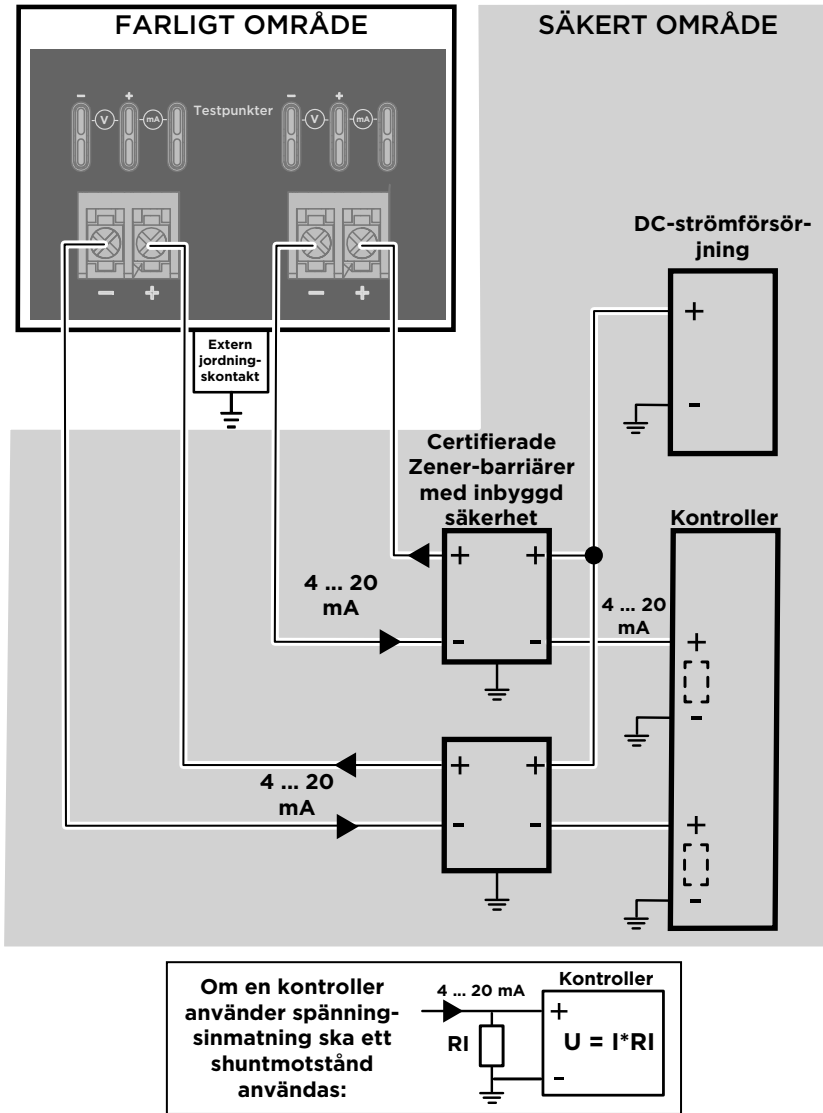 FARLIGT OMRÅDE
SÄKERT OMRÅDE
- + Testpunkter - +
V mA V mA
DC-strömförsör-
jning
+
-
- + - +
Extern
jordning-
skontakt
Certifierade
Zener-barriärer
med inbyggd
säkerhet
Kontroller
+ +
4 ... 20
mA
4 ... 20
mA
- -
+
-
+ +
4 ... 20
mA
- -
+
-
Om en kontroller
använder spänning-
sinmatning ska ett
shuntmotstånd
användas:
4 ... 20 mA
Kontroller
+
RI
U = I*RI
-